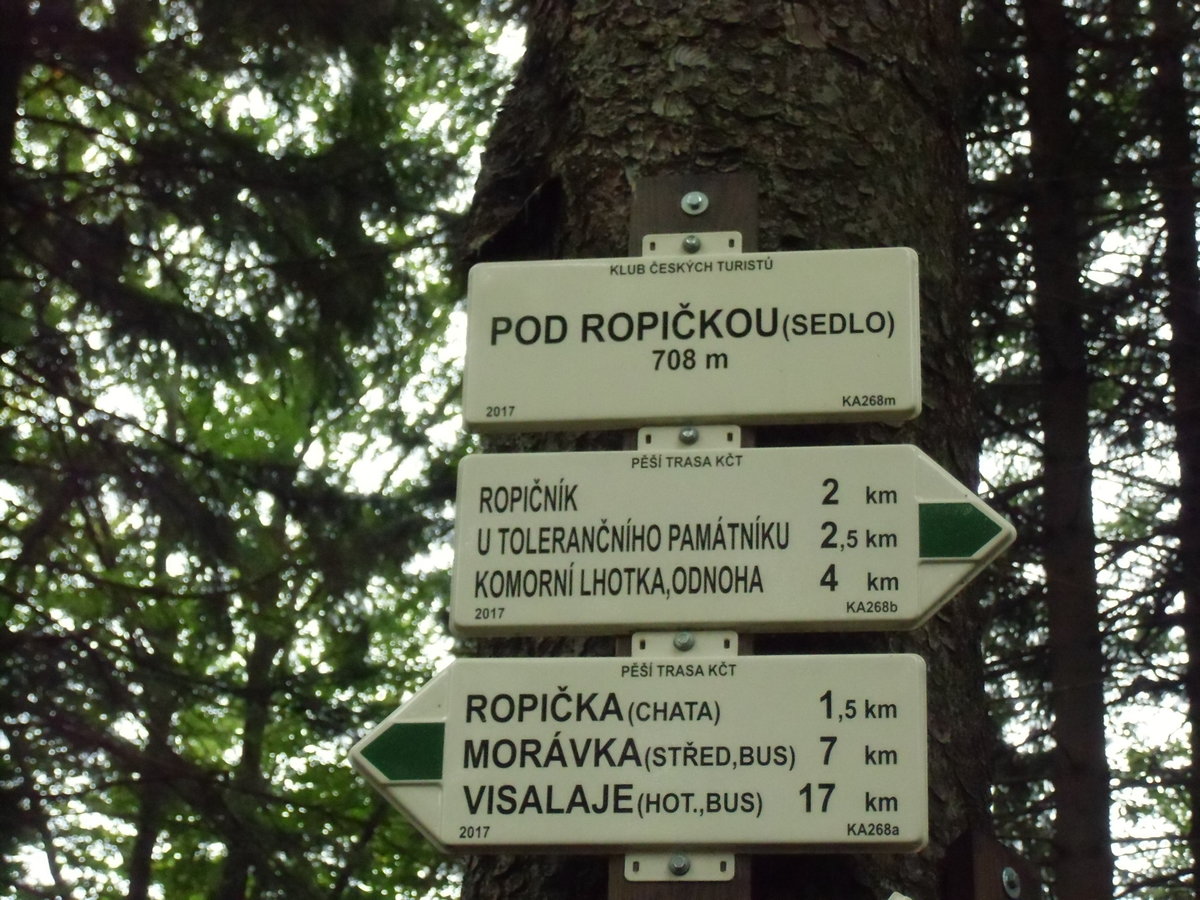 KLUB ČESKÝCH TURISTŮ
POD ROPIČKOU(SEDLO)
708 m
2017 KA268m
PĚŠÍ TRASA KČT
ROPIČNÍK 2 km
U TOLERANČNÍHO PAMÁTNÍKU 2,5 km
KOMORNÍ LHOTKA,ODNOHA 4 km
2017 KA268b
PĚŠÍ TRASA KČT
ROPIČKA(CHATA) 1,5 km
MORÁVKA(STŘED,BUS) 7 km
VISALAJE(HOT.,BUS) 17 km
2017 KA268a